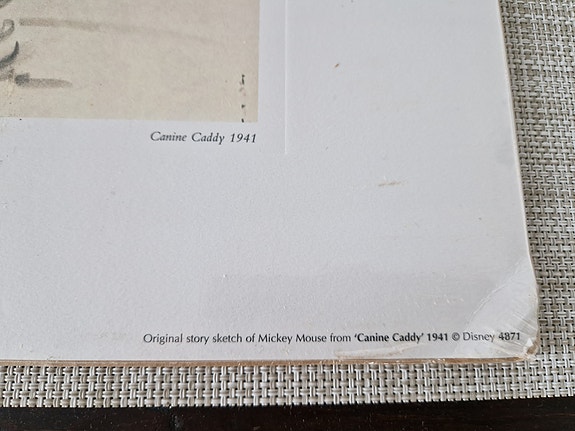 Canine Caddy 1941
Original story sketch of Mickey Mouse from ‘Canine Caddy’ 1941 © Disney 4871